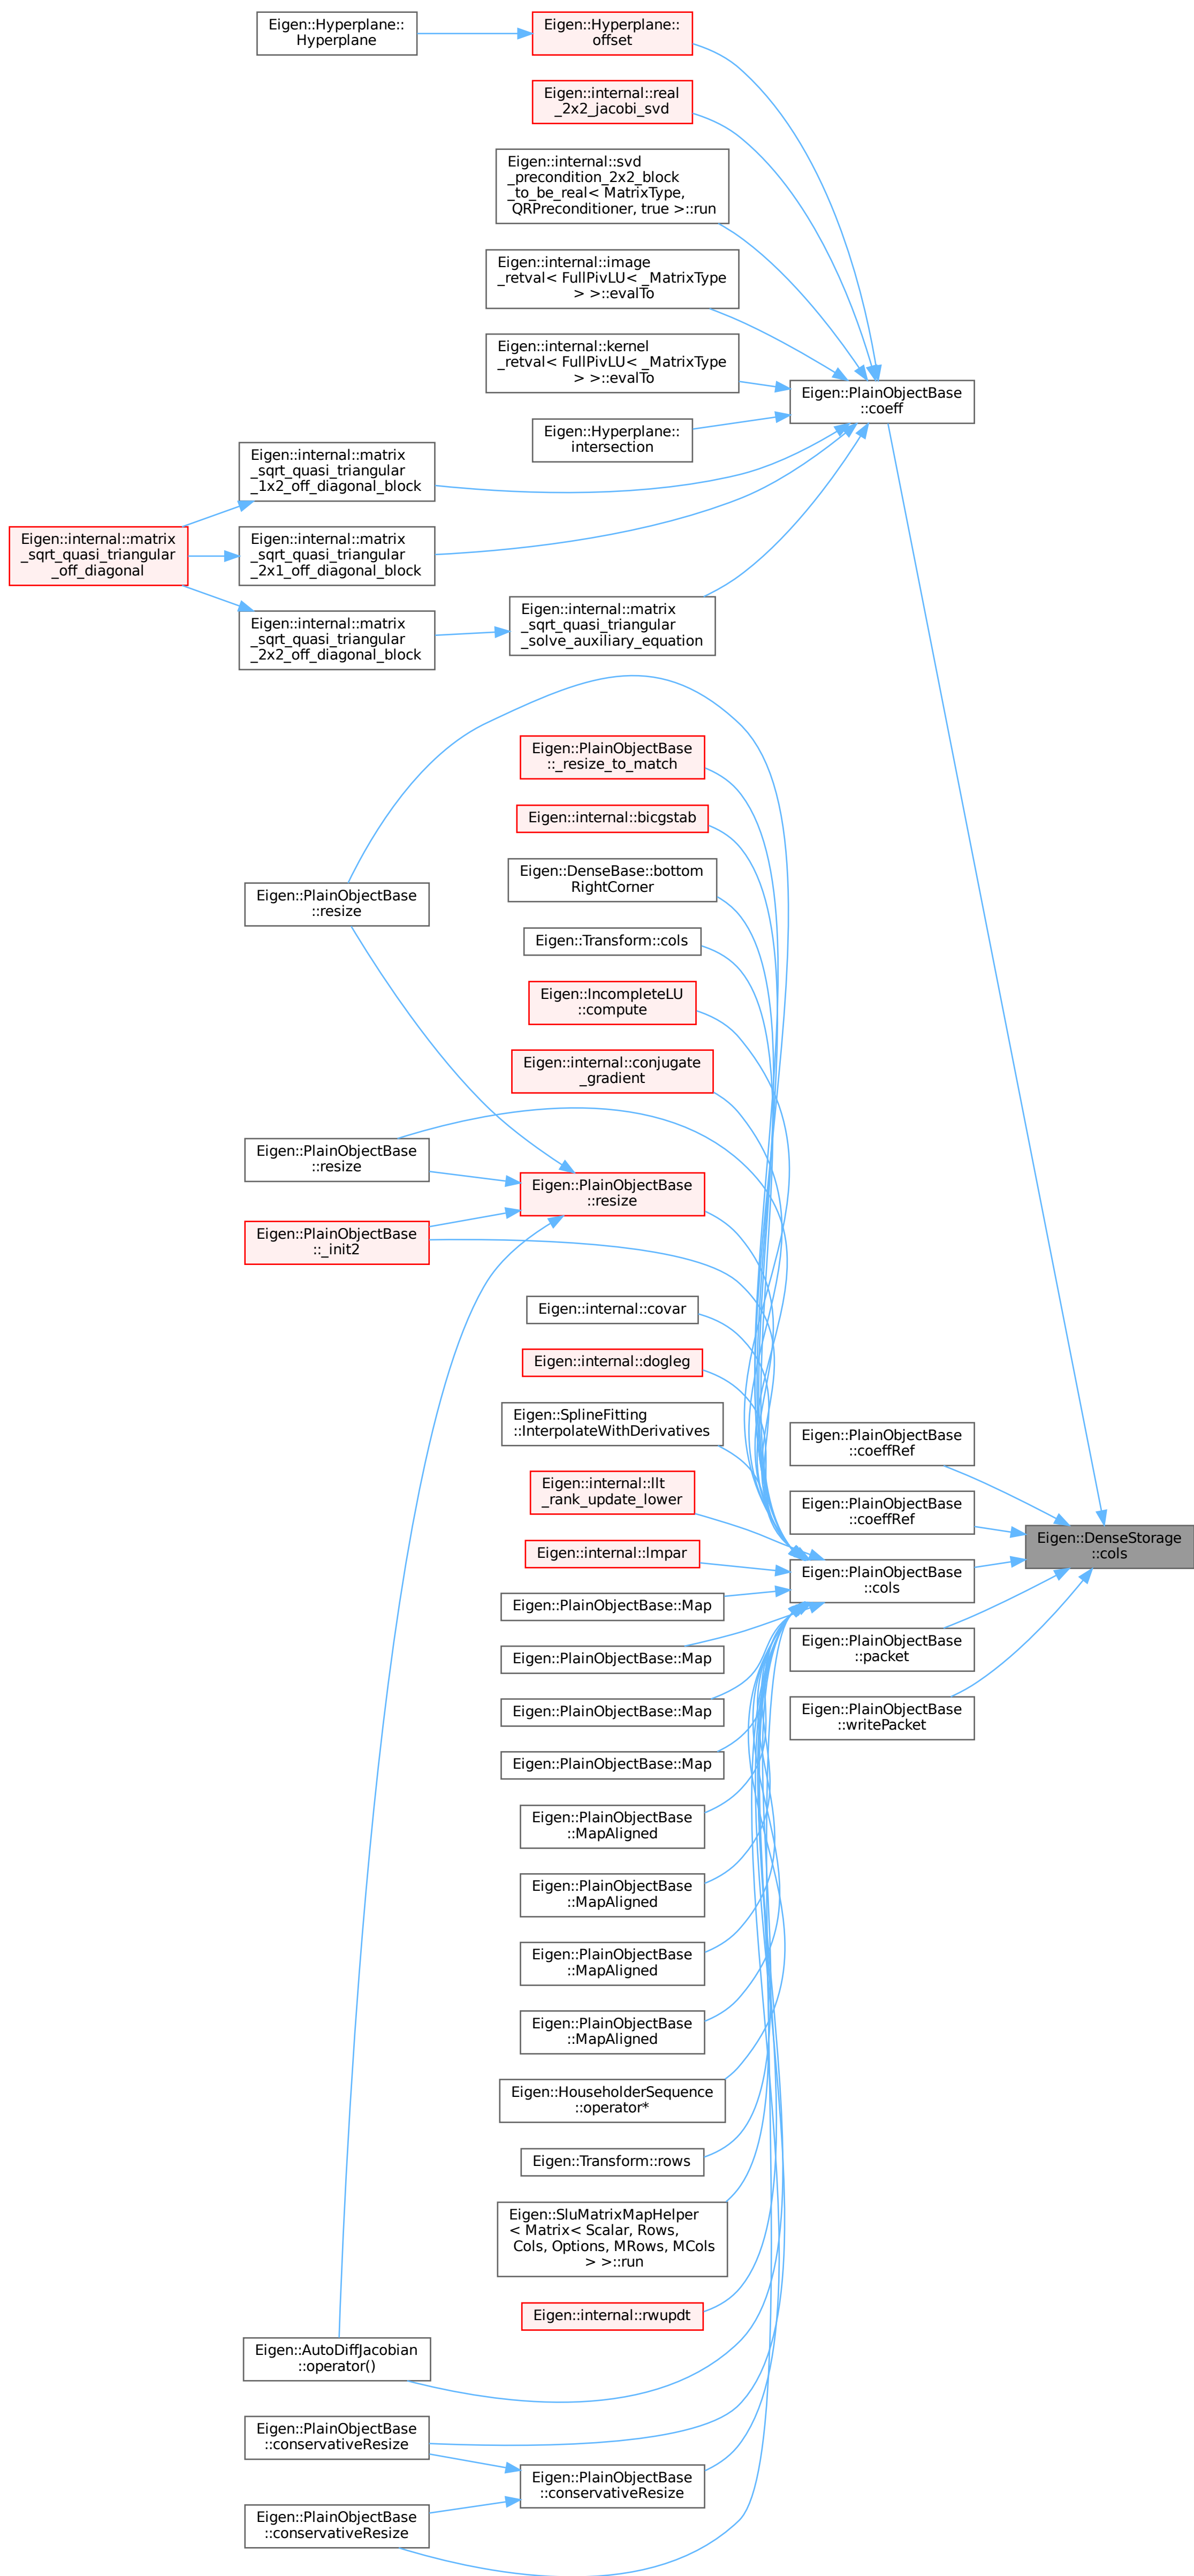 Eigen::Hyperplane::
Hyperplane
Eigen::Hyperplane::
offset
Eigen::internal::real
_2x2_jacobi_svd
Eigen::internal::svd
_precondition_2x2_block
_to_be_real< MatrixType,
QRPreconditioner, true >::run
Eigen::internal::image
_retval< FullPivLU< _MatrixType
> >::evalTo
Eigen::internal::kernel
_retval< FullPivLU< _MatrixType
> >::evalTo
Eigen::PlainObjectBase
::coeff
Eigen::Hyperplane::
intersection
Eigen::internal::matrix
_sqrt_quasi_triangular
_1x2_off_diagonal_block
Eigen::internal::matrix
_sqrt_quasi_triangular
_off_diagonal
Eigen::internal::matrix
_sqrt_quasi_triangular
_2x1_off_diagonal_block
Eigen::internal::matrix
_sqrt_quasi_triangular
_2x2_off_diagonal_block
Eigen::internal::matrix
_sqrt_quasi_triangular
_solve_auxiliary_equation
Eigen::PlainObjectBase
::_resize_to_match
Eigen::internal::bicgstab
Eigen::DenseBase::bottom
RightCorner
Eigen::PlainObjectBase
::resize
Eigen::Transform::cols
Eigen::IncompleteLU
::compute
Eigen::internal::conjugate
_gradient
Eigen::PlainObjectBase
::resize
Eigen::PlainObjectBase
::resize
Eigen::PlainObjectBase
::_init2
Eigen::internal::covar
Eigen::internal::dogleg
Eigen::SplineFitting
::InterpolateWithDerivatives
Eigen::PlainObjectBase
::coeffRef
Eigen::internal::llt
_rank_update_lower
Eigen::PlainObjectBase
::coeffRef
Eigen::DenseStorage
::cols
Eigen::internal::lmpar
Eigen::PlainObjectBase
::cols
Eigen::PlainObjectBase::Map
Eigen::PlainObjectBase
::packet
Eigen::PlainObjectBase::Map
Eigen::PlainObjectBase::Map
Eigen::PlainObjectBase
::writePacket
Eigen::PlainObjectBase::Map
Eigen::PlainObjectBase
::MapAligned
Eigen::PlainObjectBase
::MapAligned
Eigen::PlainObjectBase
::MapAligned
Eigen::PlainObjectBase
::MapAligned
Eigen::HouseholderSequence
::operator*
Eigen::Transform::rows
Eigen::SluMatrixMapHelper
< Matrix< Scalar, Rows,
Cols, Options, MRows, MCols
> >::run
Eigen::internal::rwupdt
Eigen::AutoDiffJacobian
::operator()
Eigen::PlainObjectBase
::conservativeResize
Eigen::PlainObjectBase
::conservativeResize
Eigen::PlainObjectBase
::conservativeResize